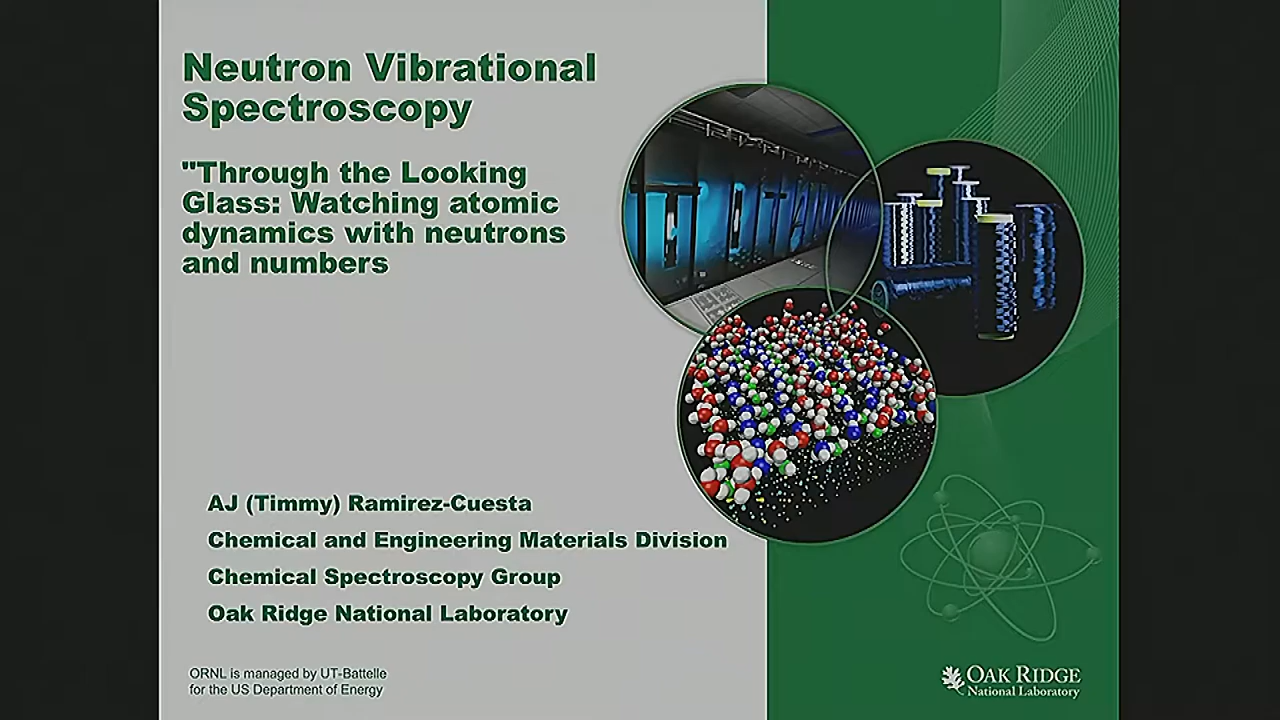 Neutron Vibrational
Spectroscopy
"Through the Looking
Glass: Watching atomic
dynamics with neutrons
and numbers
AJ (Timmy) Ramirez-Cuesta
Chemical and Engineering Materials Division
Chemical Spectroscopy Group
Oak Ridge National Laboratory
ORNL is managed by UT-Battelle
for the US Department of Energy
OAK RIDGE
National Laboratory